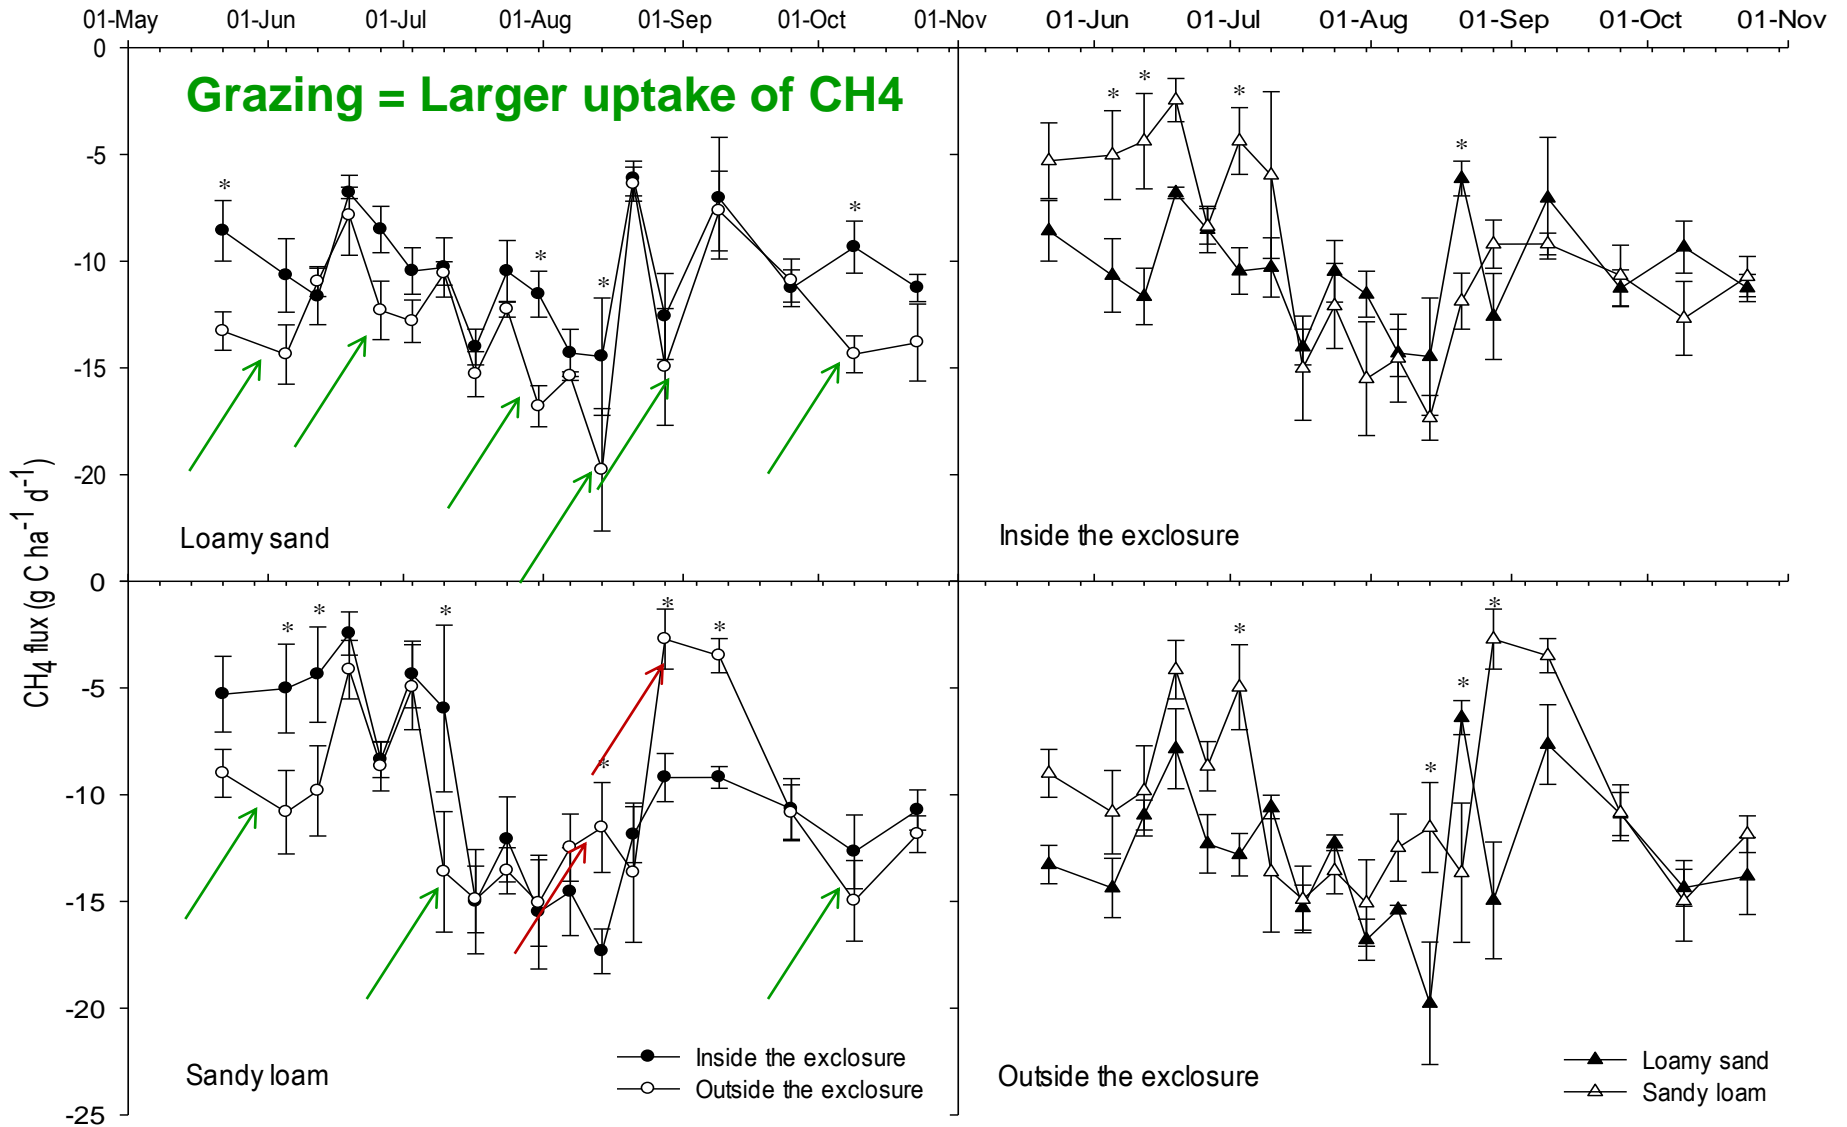 01-May 01-Jun 01-Jul 01-Aug 01-Sep 01-Oct 01-Nov 01-Jun 01-Jul 01-Aug 01-Sep 01-Oct 01-Nov
0
Grazing = Larger uptake of CH4
* * * *
-5
* * * *
-10
-15
-20
Loamy sand
Inside the exclosure
CH4 flux (g C ha-1 d-1)
0
* * * * * *
* * * *
-5
-10
-15
-20
Sandy loam
Inside the exclosure
Outside the exclosure
Outside the exclosure
Loamy sand
Sandy loam
-25